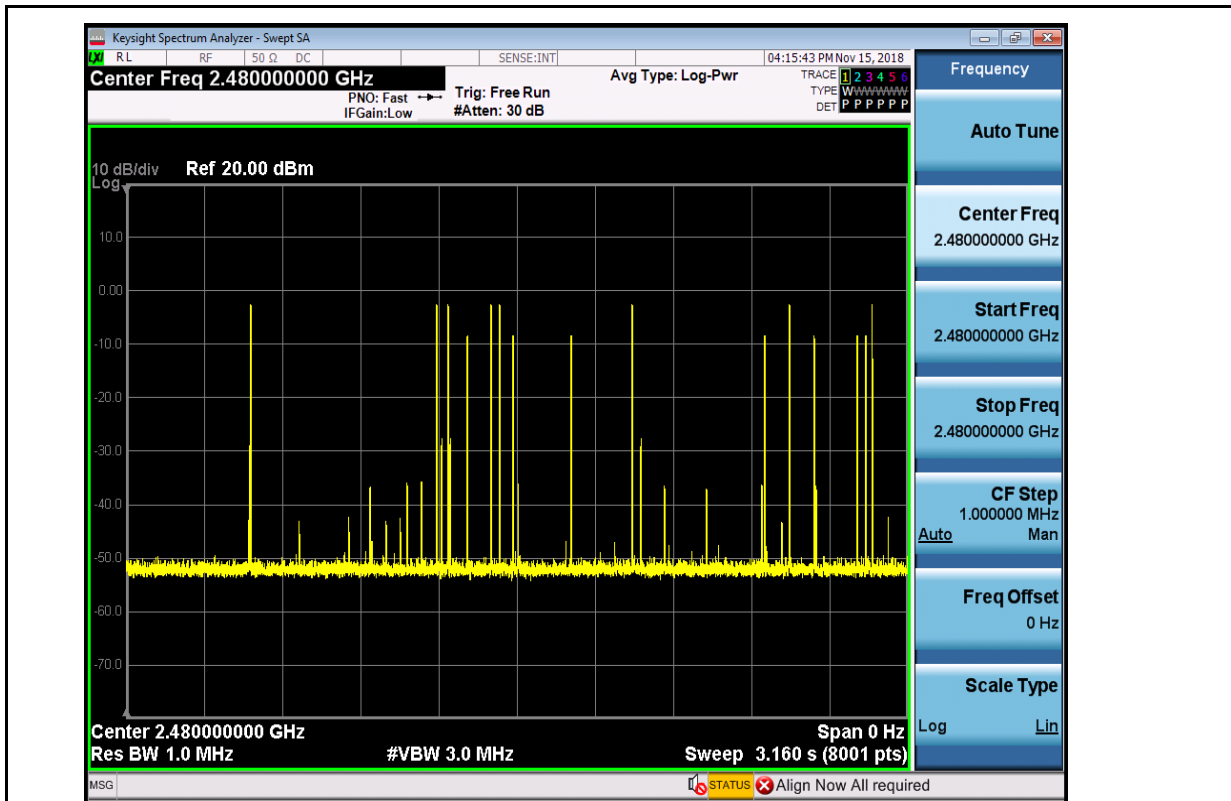 Keysight Spectrum Analyzer - Swept SA
LXI RL RF 50 Ω DC SENSE:INT 04:15:43 PM Nov 15, 2018
Center Freq 2.480000000 GHz
PNO: Fast
IFGain:Low
Trig: Free Run
#Atten: 30 dB
Avg Type: Log-Pwr
TRACE 1 2 3 4 5 6
TYPE WWWWWW
DET P P P P P P
10 dB/div Ref 20.00 dBm
Log
10.0
0.00
-10.0
-20.0
-30.0
-40.0
-50.0
-60.0
-70.0
Center 2.480000000 GHz Span 0 Hz
Res BW 1.0 MHz #VBW 3.0 MHz Sweep 3.160 s (8001 pts)
MSG STATUS Align Now All required
Frequency
Auto Tune
Center Freq
2.480000000 GHz
Start Freq
2.480000000 GHz
Stop Freq
2.480000000 GHz
CF Step
1.000000 MHz
Auto Man
Freq Offset
0 Hz
Scale Type
Log Lin